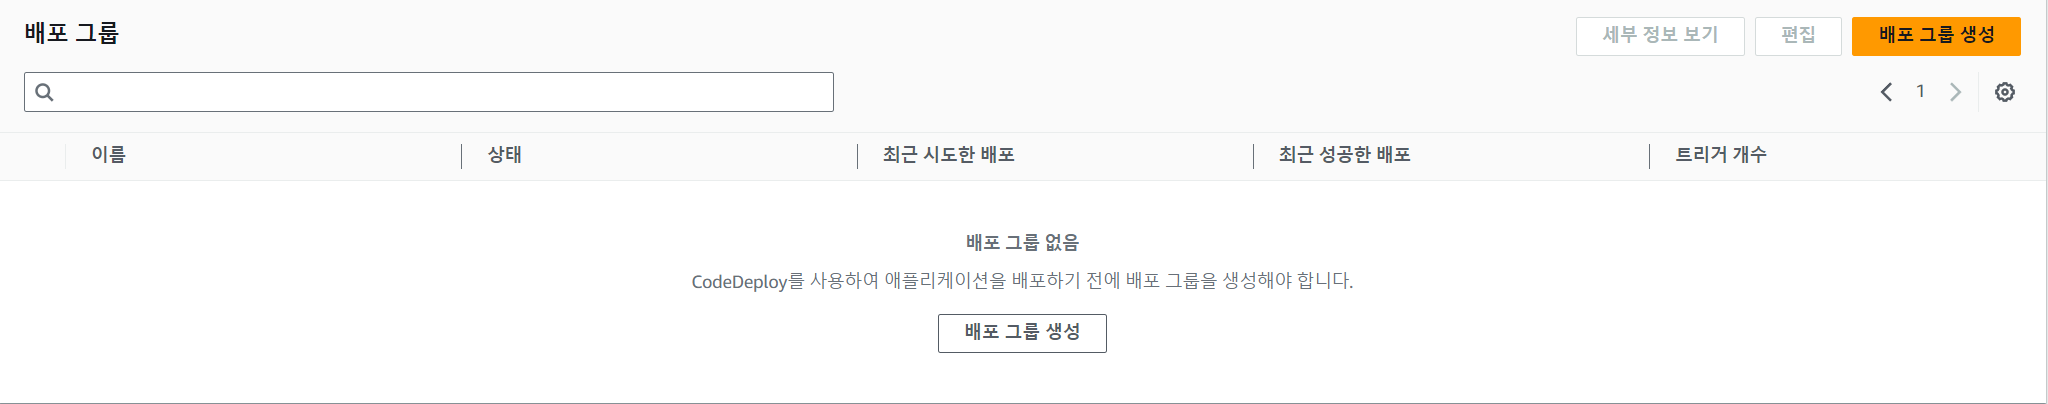 배포 그룹
세부 정보 보기 편집 배포 그룹 생성
1
이름 상태 최근 시도한 배포 최근 성공한 배포 트리거 개수
배포 그룹 없음
CodeDeploy를 사용하여 애플리케이션을 배포하기 전에 배포 그룹을 생성해야 합니다.
배포 그룹 생성